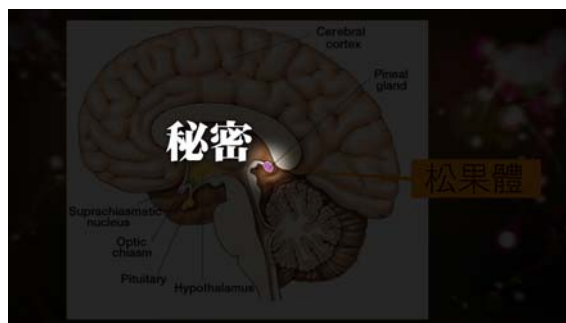 Cerebral
cortex
Pineal
gland
秘密
松果體
Suprachiasmatic
nucleus
Optic
chiasm
Pituitary
Hypothalamus